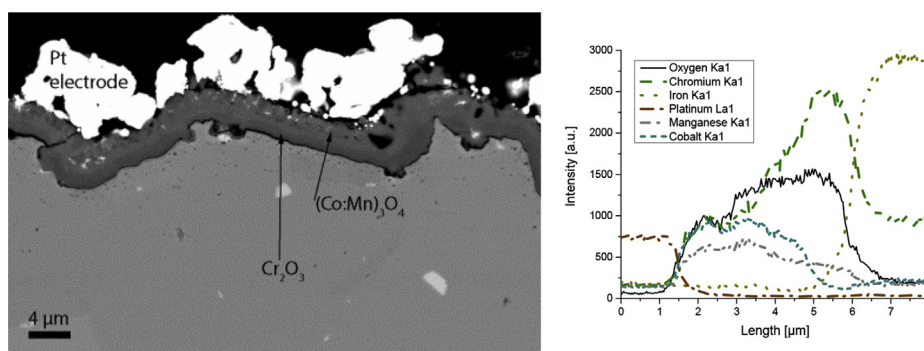 Pt
electrode
(Co:Mn)₃O₄
Cr₂O₃
4 μm
3000
2500
2000
1500
1000
500
0
Intensity [a.u.]
Oxygen Ka1
Chromium Ka1
Iron Ka1
Platinum La1
Manganese Ka1
Cobalt Ka1
0 1 2 3 4 5 6 7
Length [μm]